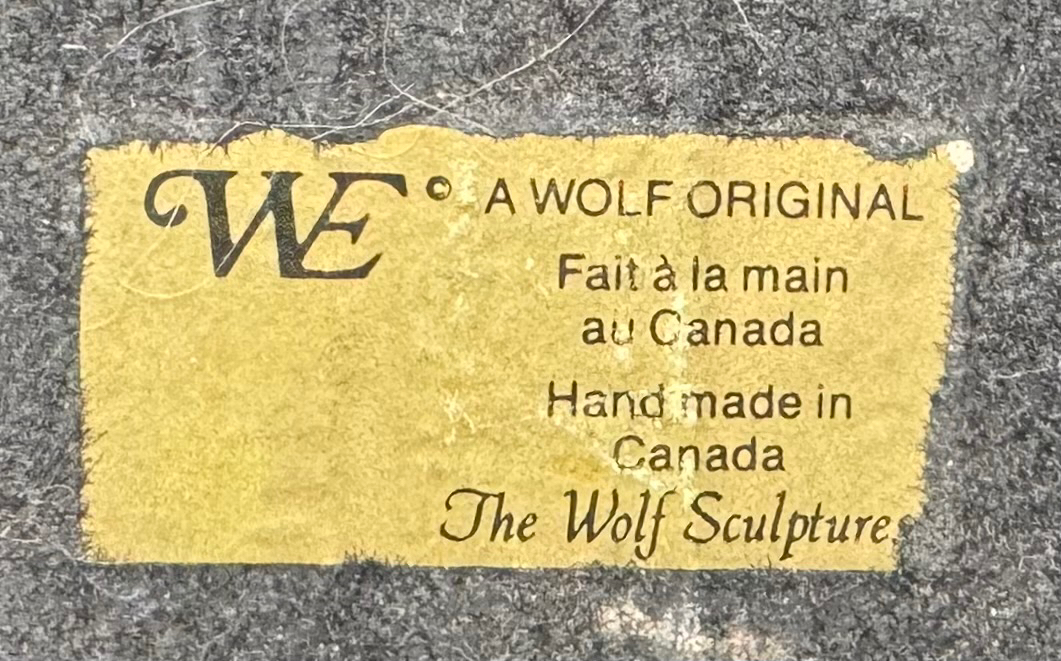 WE © A WOLF ORIGINAL
Fait à la main
au Canada
Hand made in
Canada
The Wolf Sculpture